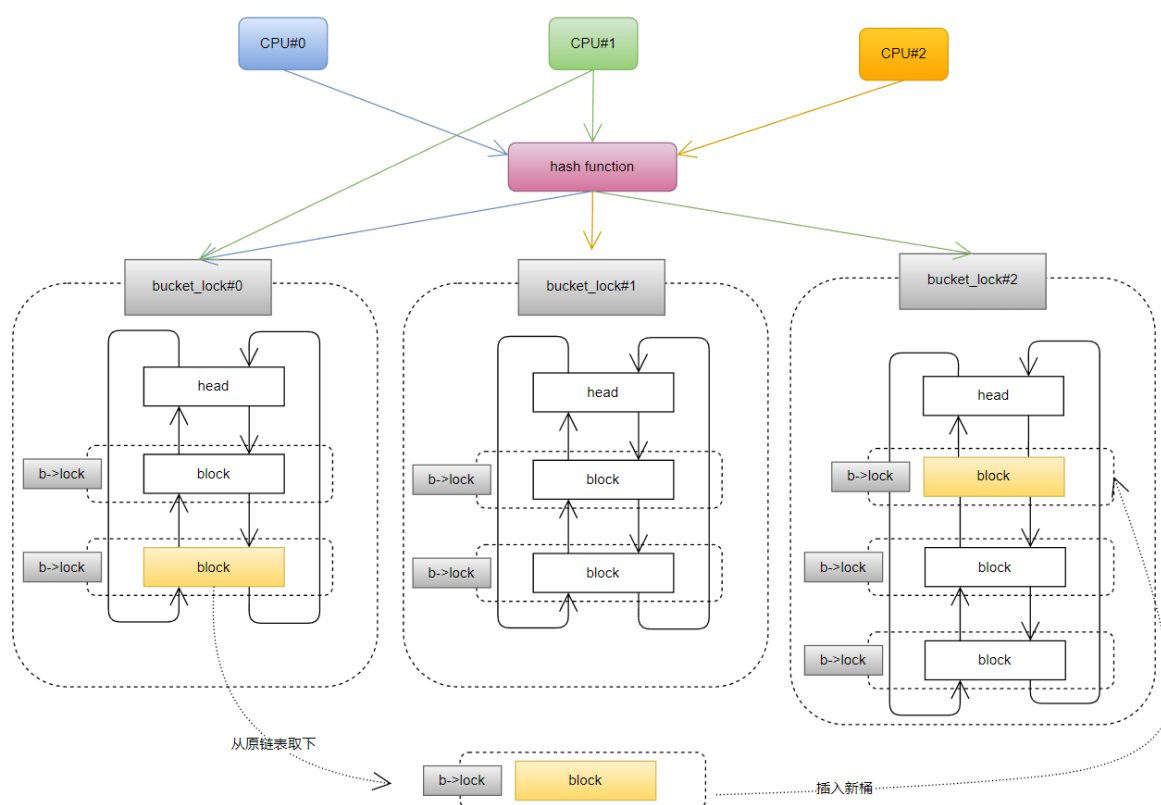 CPU#0
CPU#1
CPU#2
hash function
bucket_lock#0
bucket_lock#1
bucket_lock#2
head
head
head
b->lock
block
b->lock
block
b->lock
block
b->lock
block
b->lock
block
b->lock
block
b->lock
block
从原链表取下
b->lock
block
插入新桶